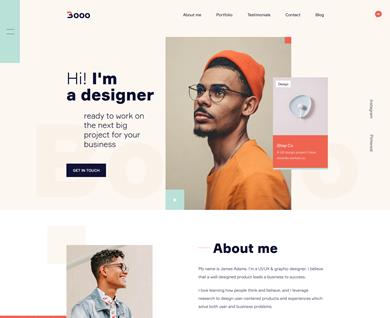 3ooo
About me
Portfolio
Testimonials
Contact
Blog
Hi! I'm
a designer
ready to work on
the next big
project for your
business
GET IN TOUCH
Design
Shop Co
Instagram
Pinterest
About me
My name is James Adams. I'm a UI/UX & graphic designer. I believe
that a well-designed product leads a business to success.
I love learning how people think and behave, and I leverage
research to design user-centered products and experiences which
solve both user and business problems.